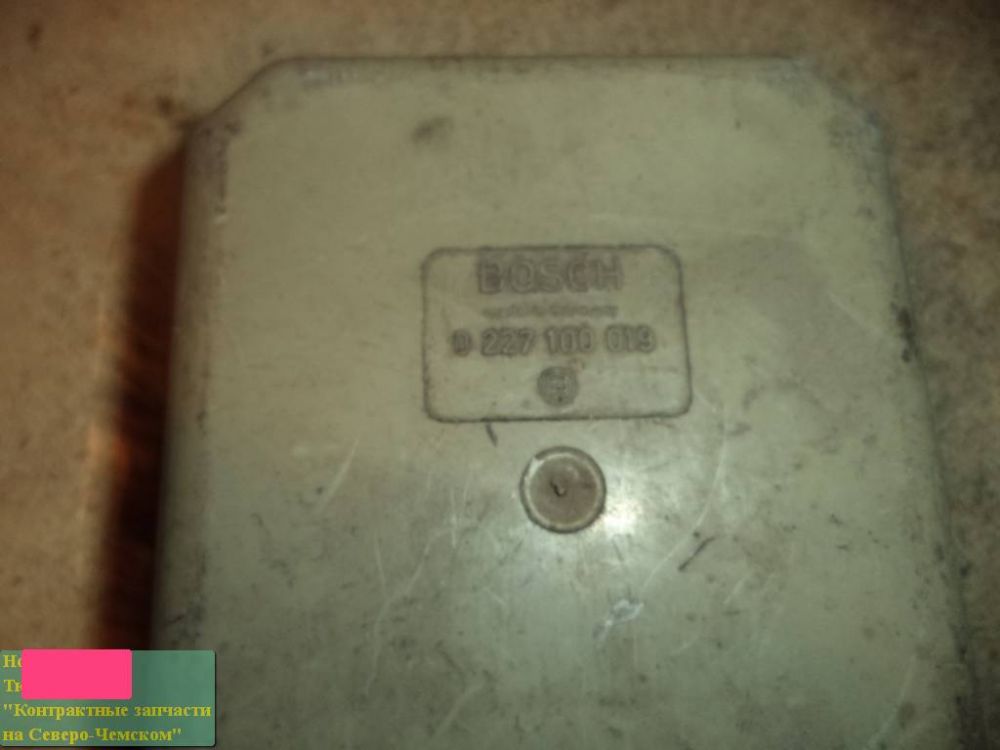 BOSCH
0 227 100 019
"Контрактные запчасти
на Северо-Чемском"